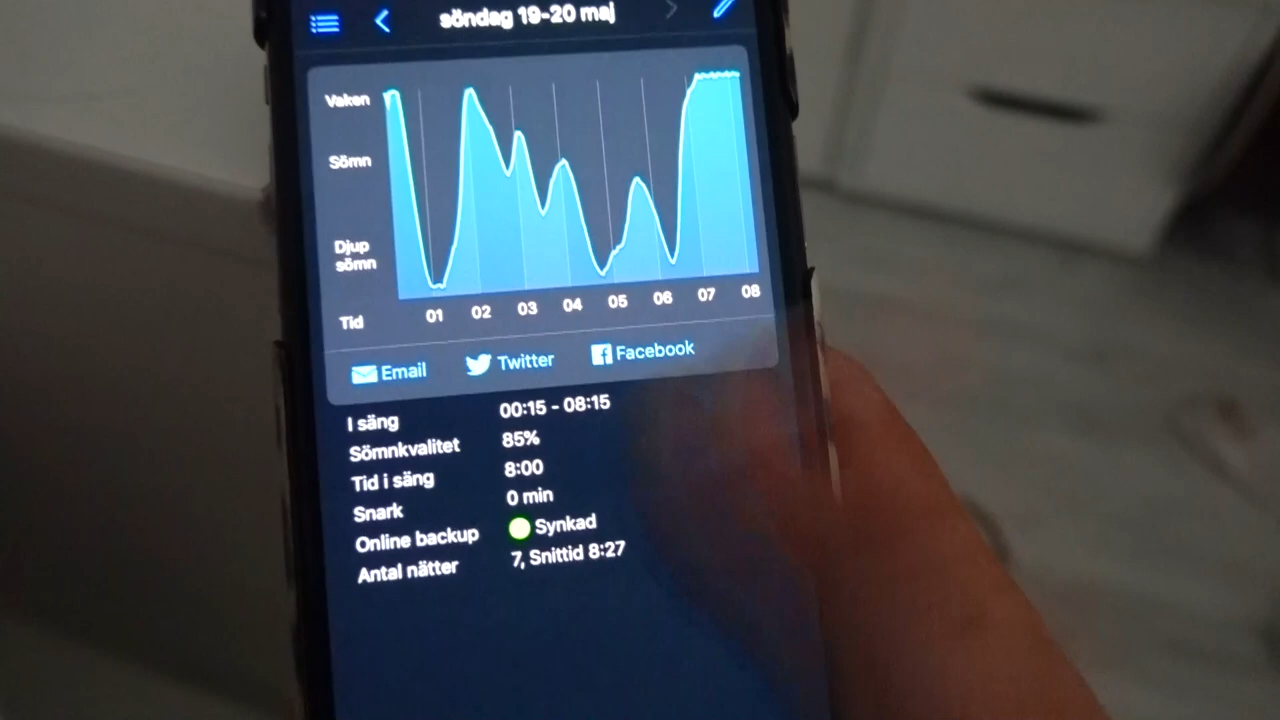 söndag 19-20 maj
Vaken
Sömn
Djup
sömn
Tid 01 02 03 04 05 06 07 08
Email Twitter Facebook
I säng 00:15 - 08:15
Sömnkvalitet 85%
Tid i säng 8:00
Snark 0 min
Online backup Synkad
Antal nätter 7, Snittid 8:27